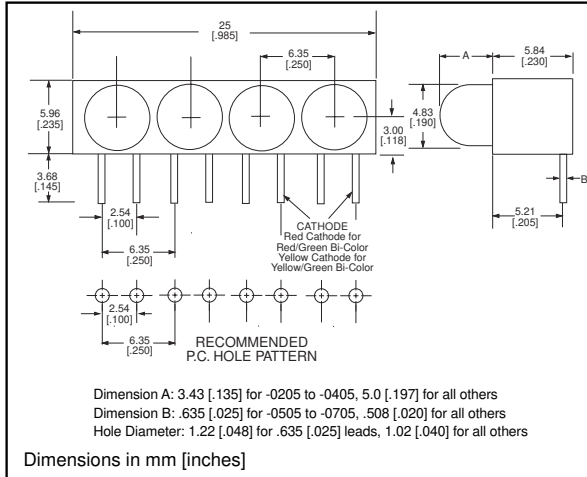 25
[.985]
6.35
[.250]
A
5.84
[.230]
5.96
[.235]
3.00
[.118]
4.83
[.190]
3.68
[.145]
B
2.54
[.100]
CATHODE
Red Cathode for
Red/Green Bi-Color
Yellow Cathode for
Yellow/Green Bi-Color
5.21
[.205]
6.35
[.250]
2.54
[.100]
6.35
[.250]
RECOMMENDED
P.C. HOLE PATTERN
Dimension A: 3.43 [.135] for -0205 to -0405, 5.0 [.197] for all others
Dimension B: .635 [.025] for -0505 to -0705, .508 [.020] for all others
Hole Diameter: 1.22 [.048] for .635 [.025] leads, 1.02 [.040] for all others
Dimensions in mm [inches]